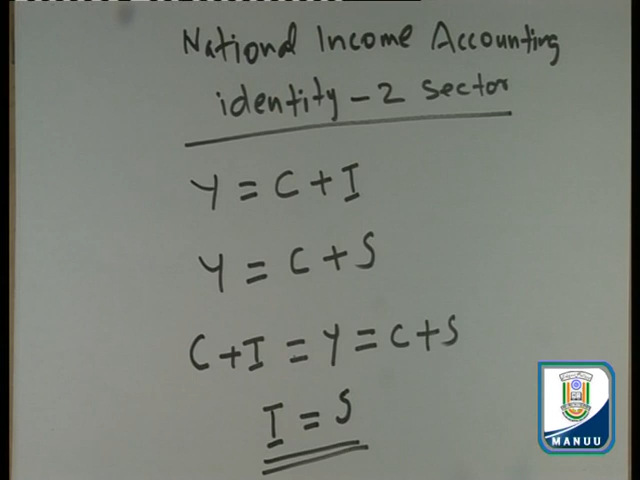 National Income Accounting
identity - 2 sector
Y = C + I
Y = C + S
C + I = Y = C + S
I = S
MANUU